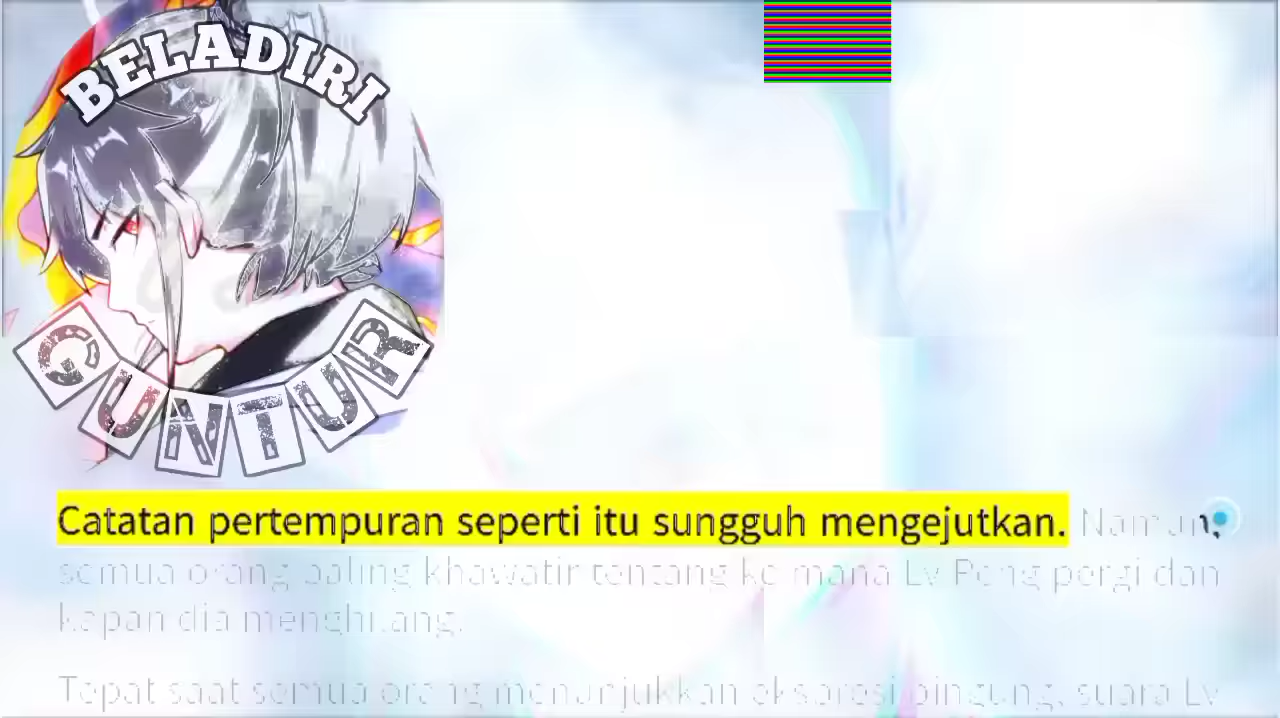 BELADIRI
GUNTUR
Catatan pertempuran seperti itu sungguh mengejutkan. Namun,
semua orang paling khawatir tentang ke mana Lv Peng pergi dan
kapan dia menghilang.
Tepat saat semua orang menunjukkan ekspresi bingung, suara Lv